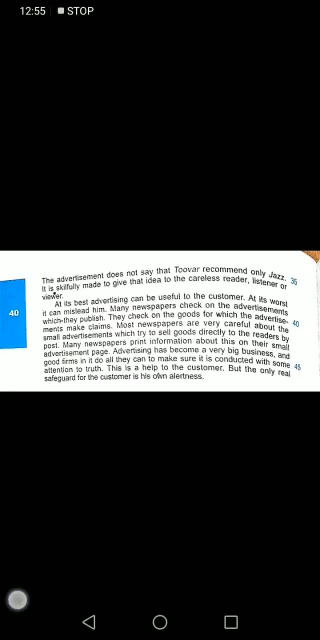 12:55 STOP
The advertisement does not say that Toovar recommend only Jazz. 35
It is skilfully made to give that idea to the careless reader, listener or
viewer.
At its best advertising can be useful to the customer. At its worst
it can mislead him. Many newspapers check on the advertisements
which they publish. They check on the goods for which the advertise- 40
ments make claims. Most newspapers are very careful about the
small advertisements which try to sell goods directly to the readers by
post. Many newspapers print information about this on their small
advertisement page. Advertising has become a very big business, and
good firms in it do all they can to make sure it is conducted with some 45
attention to truth. This is a help to the customer. But the only real
safeguard for the customer is his own alertness.
40